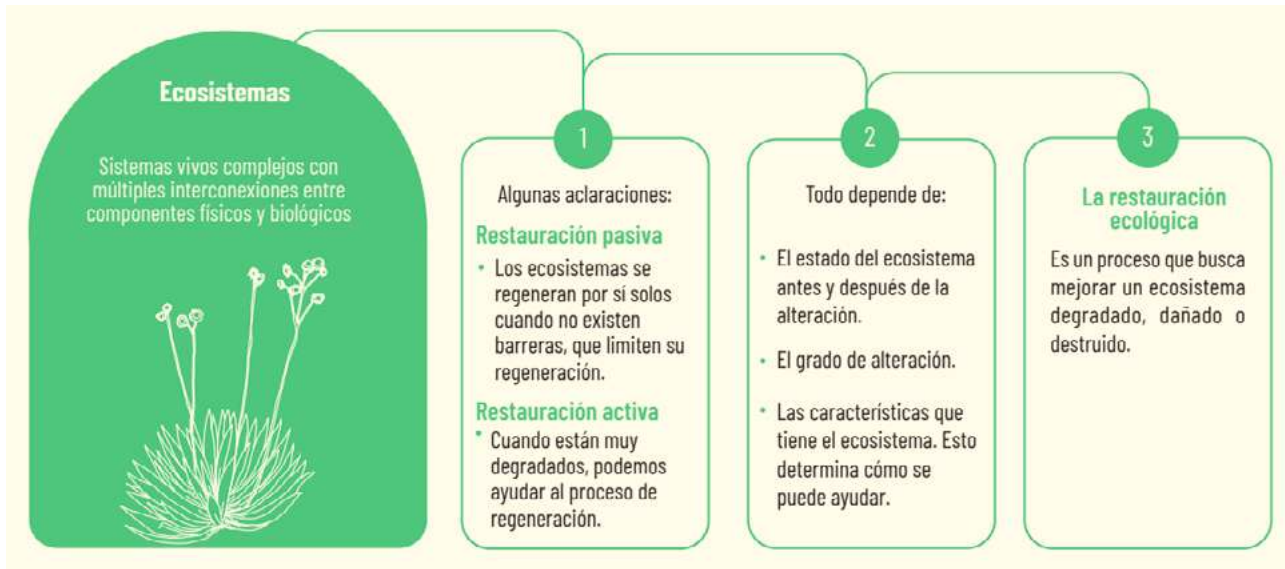 Ecosistemas
Sistemas vivos complejos con
múltiples interconexiones entre
componentes físicos y biológicos
1
Algunas aclaraciones:
Restauración pasiva
• Los ecosistemas se
regeneran por sí solos
cuando no existen
barreras, que limiten su
regeneración.
Restauración activa
• Cuando están muy
degradados, podemos
ayudar al proceso de
regeneración.
2
Todo depende de:
• El estado del ecosistema
antes y después de la
alteración.
• El grado de alteración.
• Las características que
tiene el ecosistema. Esto
determina cómo se
puede ayudar.
3
La restauración
ecológica
Es un proceso que busca
mejorar un ecosistema
degradado, dañado o
destruido.